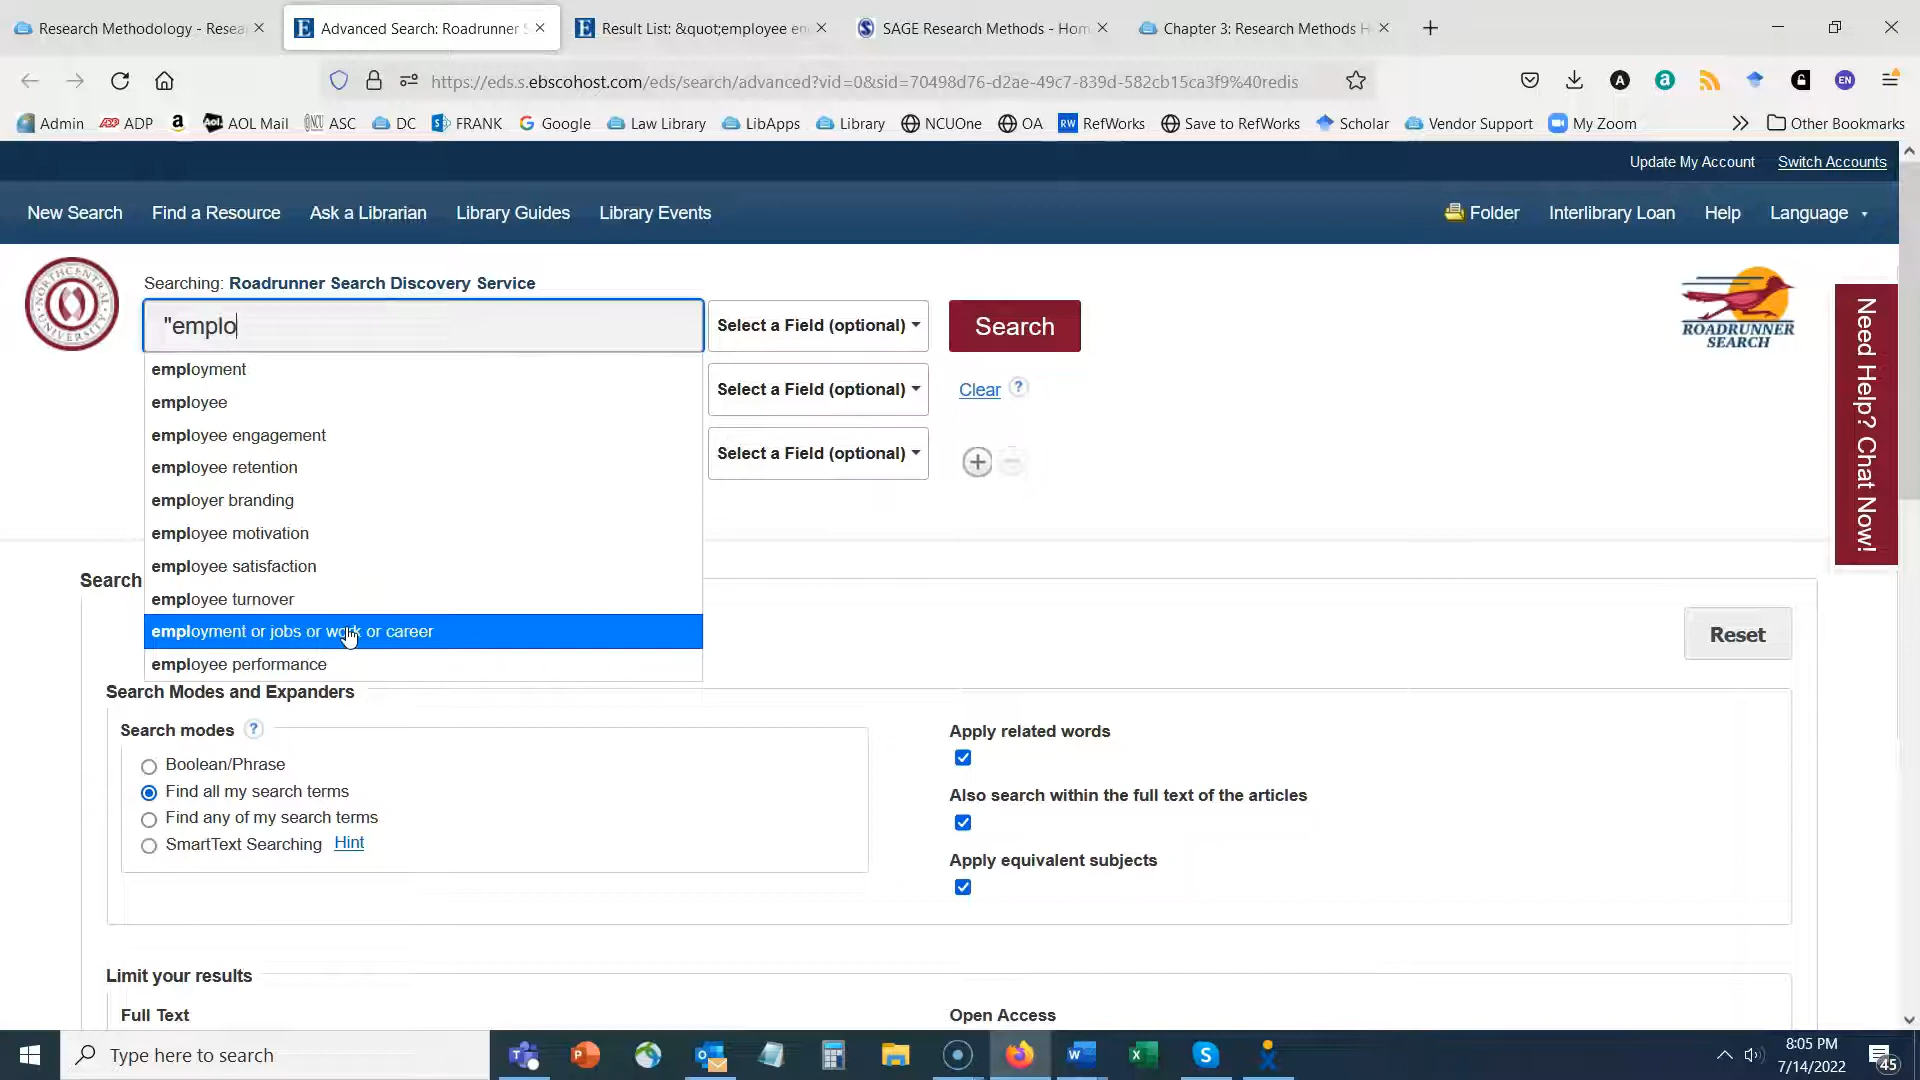 Research Methodology - Resea
Advanced Search: Roadrunner S
Result List: &quot;employee en
SAGE Research Methods - Hom
Chapter 3: Research Methods H
https://eds.s.ebscohost.com/eds/search/advanced?vid=0&sid=70498d76-d2ae-49c7-839d-582cb15ca3f9%40redis
Admin ADP AOL Mail ASC DC FRANK Google Law Library LibApps Library NCUOne OA RW RefWorks Save to RefWorks Scholar Vendor Support My Zoom Other Bookmarks
Update My Account Switch Accounts
New Search Find a Resource Ask a Librarian Library Guides Library Events Folder Interlibrary Loan Help Language
Searching: Roadrunner Search Discovery Service
NORTHCENTRAL UNIVERSITY
"emplo
Select a Field (optional)
Search
ROADRUNNER
SEARCH
Need Help? Chat Now!
employment
Select a Field (optional)
Clear ?
employee
employee engagement
Select a Field (optional)
employee retention
employer branding
employee motivation
employee satisfaction
Search
employee turnover
employment or jobs or work or career
Reset
employee performance
Search Modes and Expanders
Search modes ?
Boolean/Phrase
Find all my search terms
Find any of my search terms
SmartText Searching Hint
Apply related words
Also search within the full text of the articles
Apply equivalent subjects
Limit your results
Full Text
Open Access
Type here to search
8:05 PM
7/14/2022
45